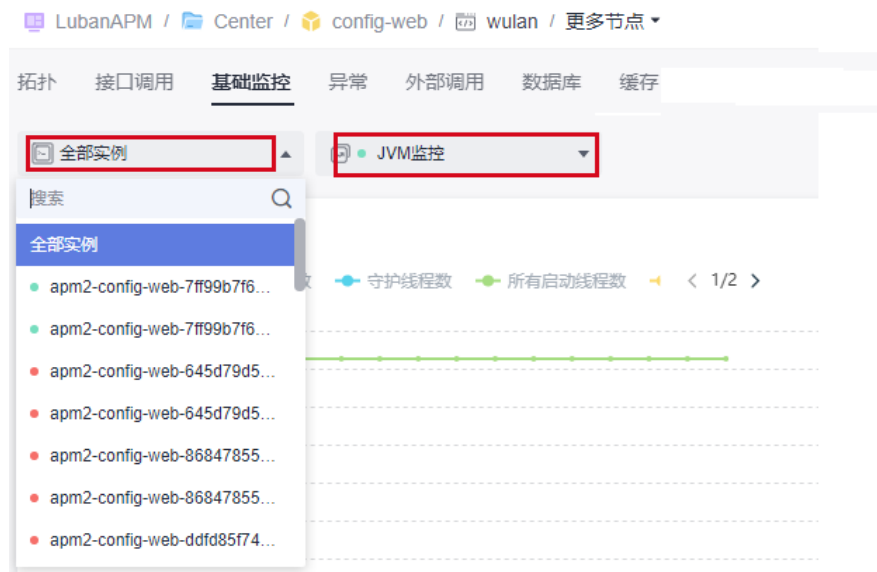 LubanAPM / Center / config-web / wulan / 更多节点
拓扑 接口调用 基础监控 异常 外部调用 数据库 缓存
全部实例 JVM监控
搜索
全部实例
apm2-config-web-7ff99b7f6...
守护线程数 所有启动线程数 1/2
apm2-config-web-7ff99b7f6...
apm2-config-web-645d79d5...
apm2-config-web-645d79d5...
apm2-config-web-86847855...
apm2-config-web-86847855...
apm2-config-web-ddfd85f74...